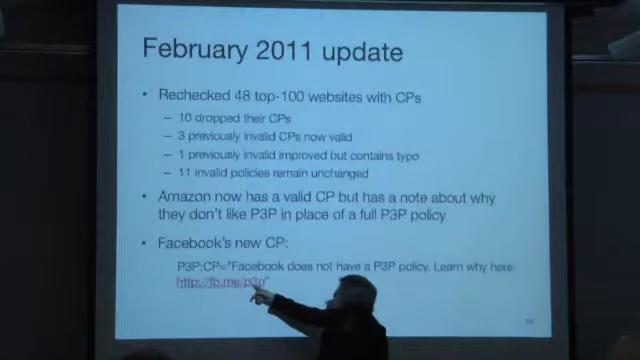 February 2011 update
• Rechecked 48 top-100 websites with CPs
– 10 dropped their CPs
– 3 previously invalid CPs now valid
– 1 previously invalid improved but contains typo
– 11 invalid policies remain unchanged
• Amazon now has a valid CP but has a note about why
they don't like P3P in place of a full P3P policy
• Facebook's new CP:
P3P:CP="Facebook does not have a P3P policy. Learn why here:
http://fb.me/p3p"